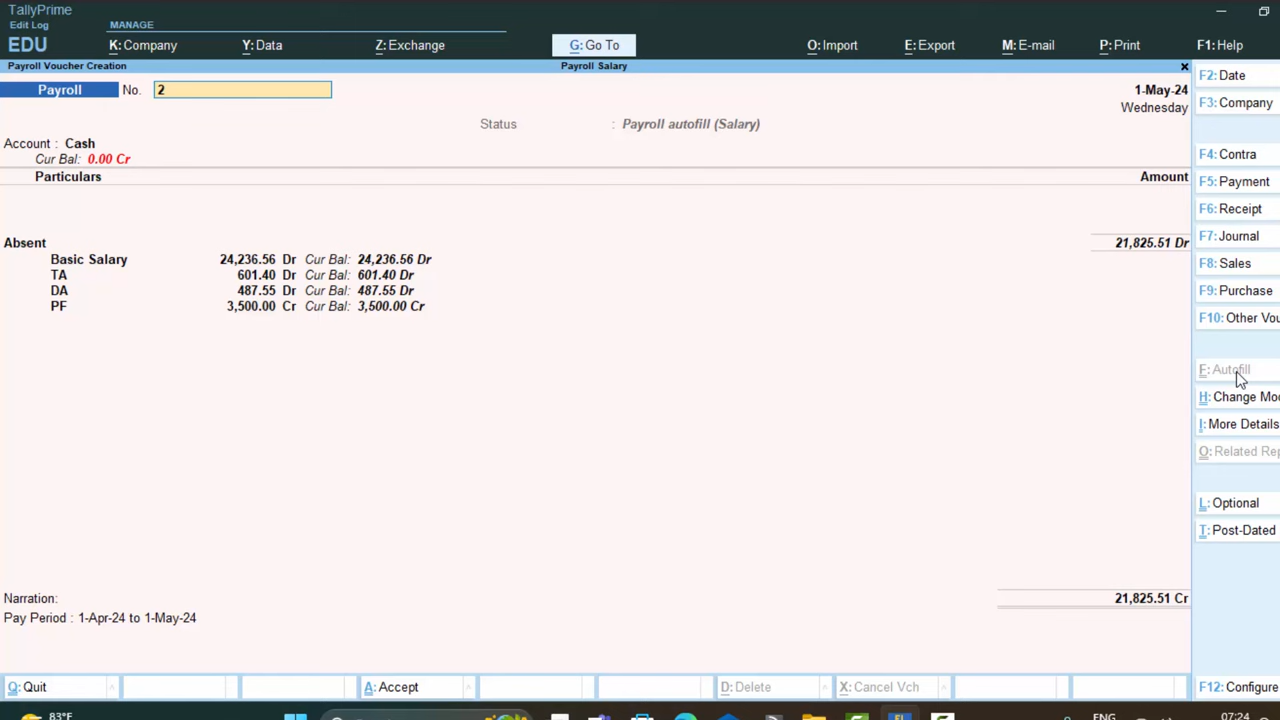 TallyPrime
Edit Log
MANAGE
EDU
K: Company
Y: Data
Z: Exchange
G: Go To
O: Import
E: Export
M: E-mail
P: Print
F1: Help
Payroll Voucher Creation
Payroll Salary
×
Payroll No. 2
1-May-24
Wednesday
Status : Payroll autofill (Salary)
Account : Cash
Cur Bal: 0.00 Cr
Particulars Amount
Absent 21,825.51 Dr
Basic Salary 24,236.56 Dr Cur Bal: 24,236.56 Dr
TA 601.40 Dr Cur Bal: 601.40 Dr
DA 487.55 Dr Cur Bal: 487.55 Dr
PF 3,500.00 Cr Cur Bal: 3,500.00 Cr
Narration: 21,825.51 Cr
Pay Period : 1-Apr-24 to 1-May-24
F2: Date
F3: Company
F4: Contra
F5: Payment
F6: Receipt
F7: Journal
F8: Sales
F9: Purchase
F10: Other Vou
F: Autofill
H: Change Mod
I: More Details
O: Related Rep
L: Optional
T: Post-Dated
Q: Quit
A: Accept
D: Delete
X: Cancel Vch
F12: Configure
83°F
ENG
07:24